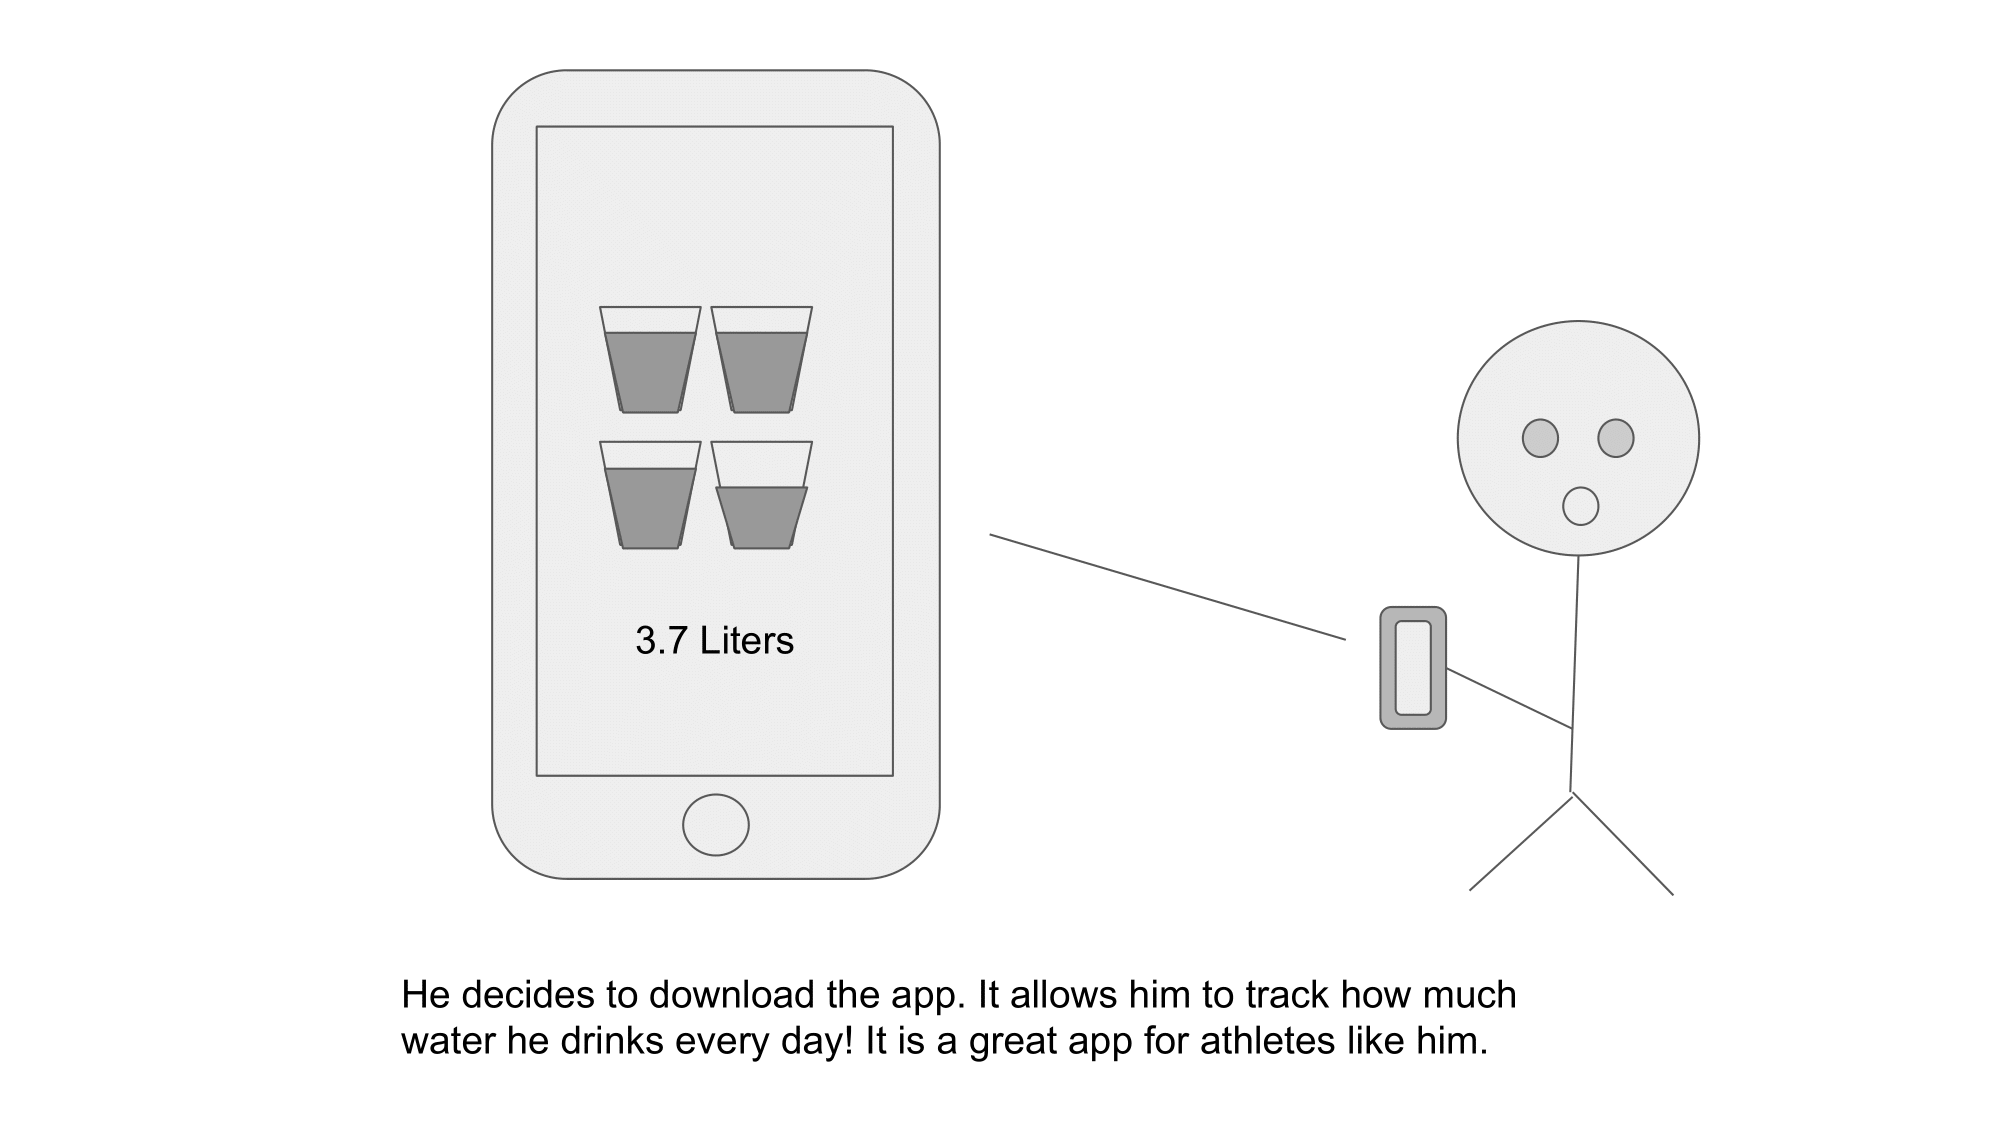 3.7 Liters
He decides to download the app. It allows him to track how much
water he drinks every day! It is a great app for athletes like him.